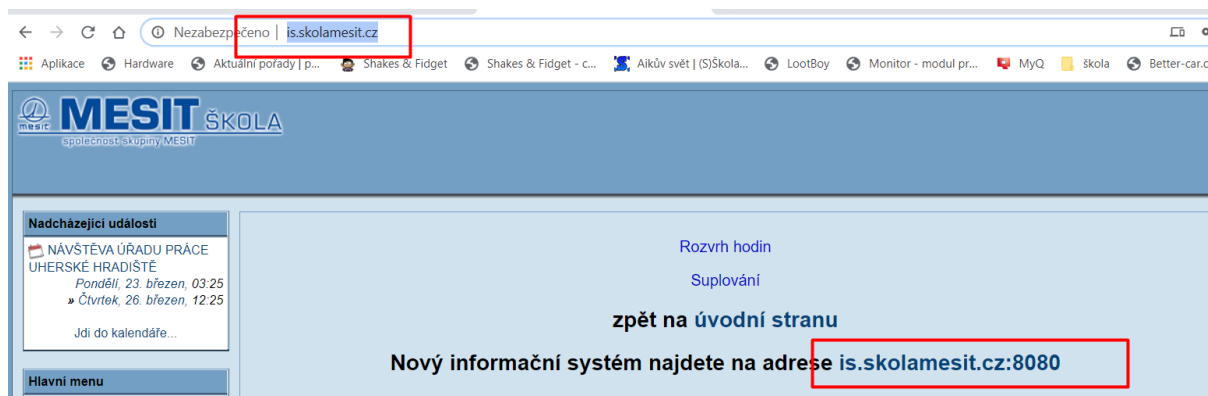 Nezabezpečeno | is.skolamesit.cz
Aplikace Hardware Aktuální pořady | p... Shakes & Fidget Shakes & Fidget - c... Aikův svět | (S)Škola... LootBoy Monitor - modul pr... MyQ škola Better-car.c
mesit MESIT ŠKOLA
společnost skupiny MESIT
Nadcházející události
NÁVŠTĚVA ÚŘADU PRÁCE
UHERSKÉ HRADIŠTĚ
Pondělí, 23. březen, 03:25
» Čtvrtek, 26. březen, 12:25
Jdi do kalendáře...
Hlavní menu
Rozvrh hodin
Suplování
zpět na úvodní stranu
Nový informační systém najdete na adrese is.skolamesit.cz:8080